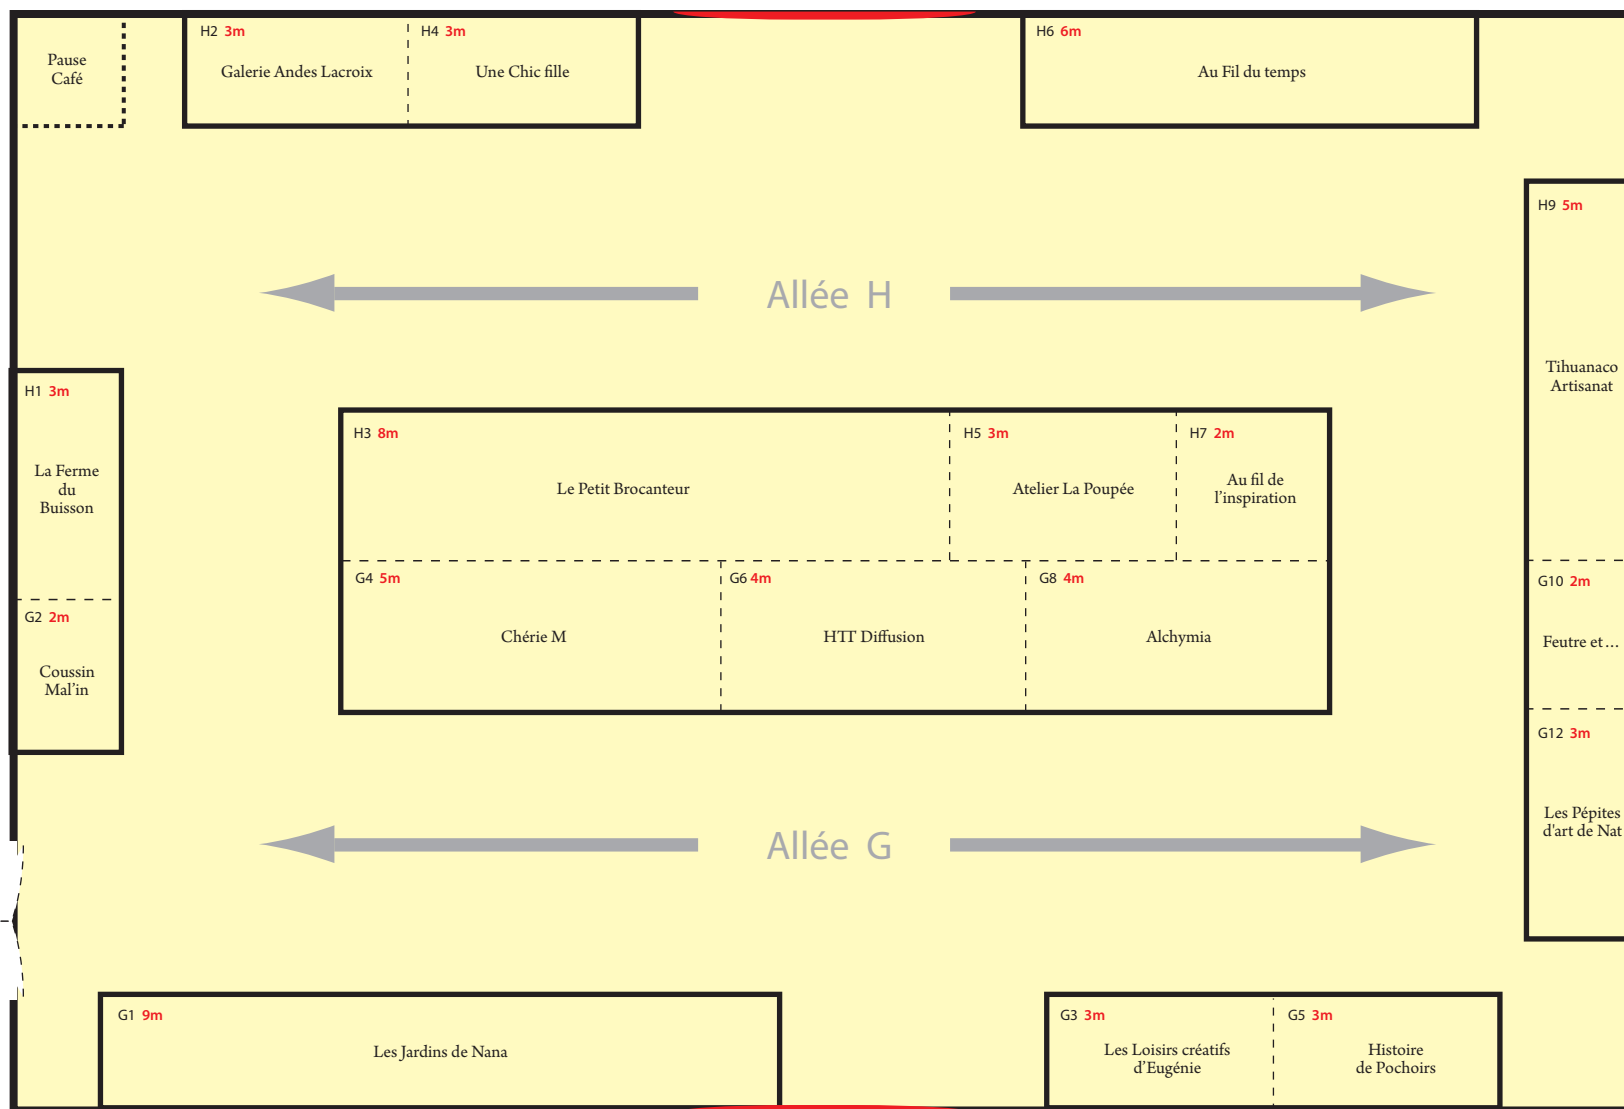 Pause
Café
H2 3m
Galerie Andes Lacroix
H4 3m
Une Chic fille
H6 6m
Au Fil du temps
H9 5m
Tihuanaco
Artisanat
Allée H
H1 3m
La Ferme
du
Buisson
G2 2m
Coussin
Mal'in
H3 8m
Le Petit Brocanteur
H5 3m
Atelier La Poupée
H7 2m
Au fil de
l'inspiration
G4 5m
Chérie M
G6 4m
HTT Diffusion
G8 4m
Alchymia
G10 2m
Feutre et ...
G12 3m
Les Pépites
d'art de Nat
Allée G
G1 9m
Les Jardins de Nana
G3 3m
Les Loisirs créatifs
d'Eugénie
G5 3m
Histoire
de Pochoirs